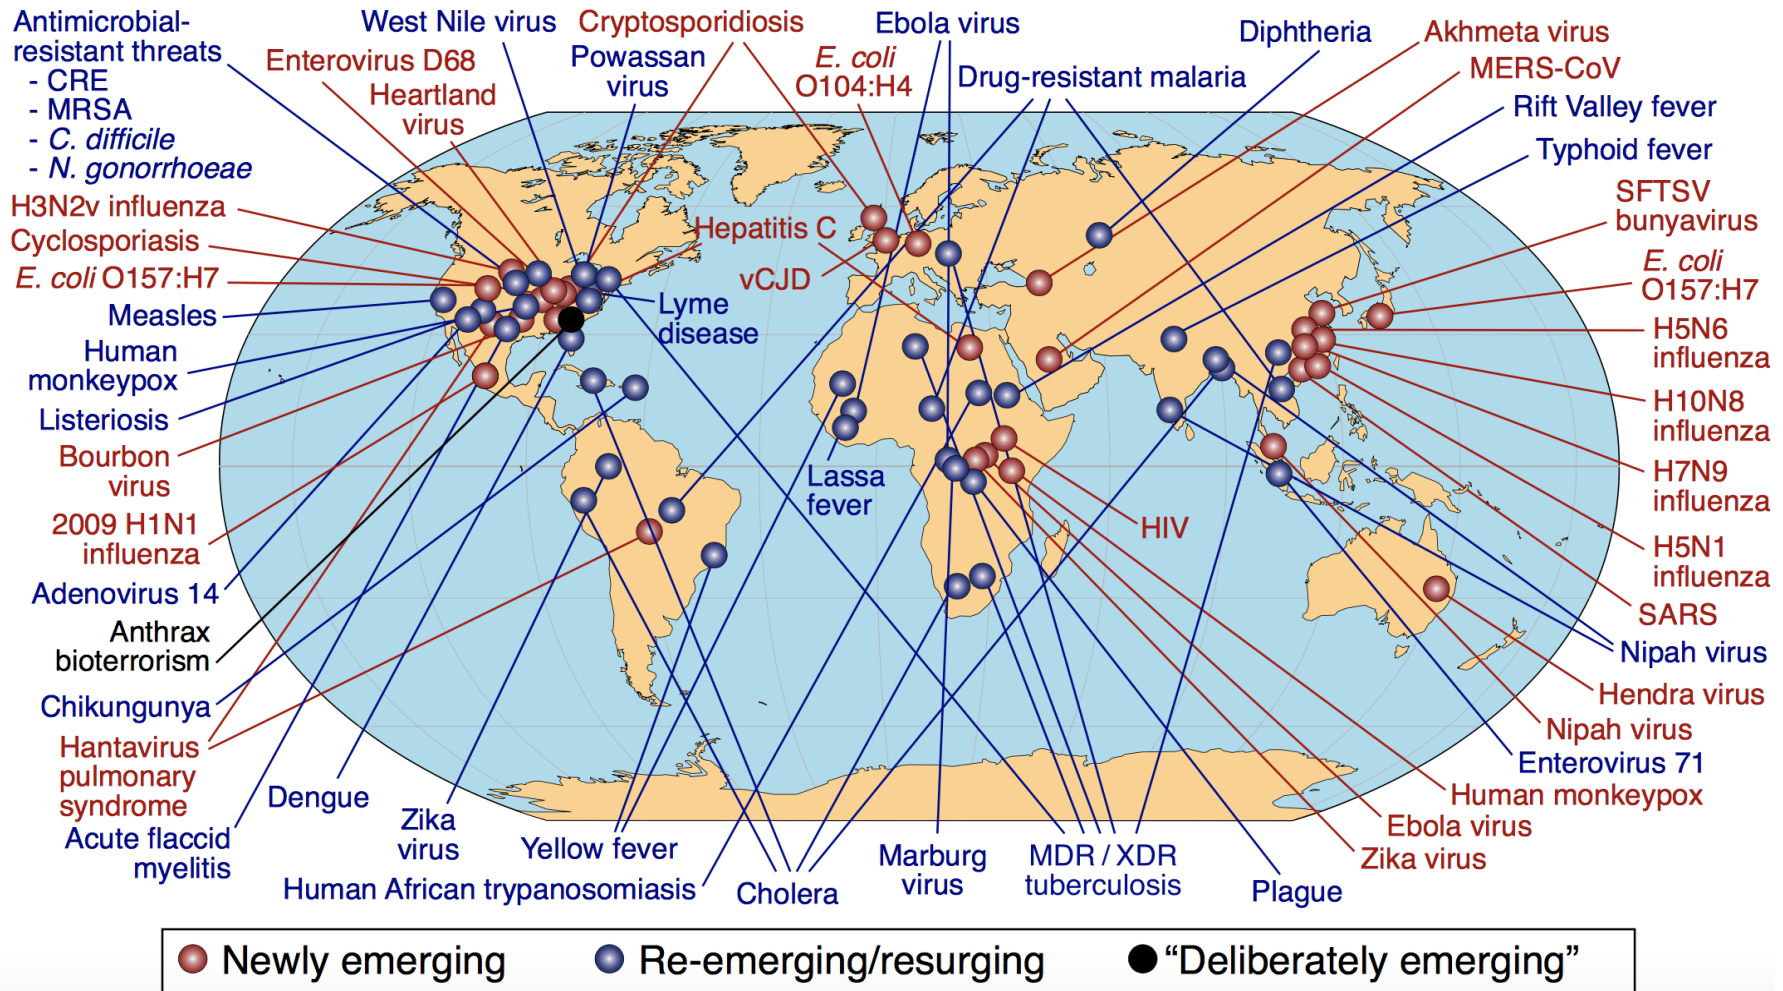 Antimicrobial-
resistant threats
- CRE
- MRSA
- C. difficile
- N. gonorrhoeae
West Nile virus
Cryptosporidiosis
Ebola virus
Diphtheria
Akhmeta virus
Enterovirus D68
Powassan
virus
E. coli
O104:H4
Drug-resistant malaria
MERS-CoV
Heartland
virus
Rift Valley fever
Typhoid fever
H3N2v influenza
Cyclosporiasis
E. coli O157:H7
Measles
Human
monkeypox
Listeriosis
Bourbon
virus
2009 H1N1
influenza
Adenovirus 14
Anthrax
bioterrorism
Chikungunya
Hantavirus
pulmonary
syndrome
Acute flaccid
myelitis
Hepatitis C
vCJD
Lyme
disease
Lassa
fever
HIV
SFTSV
bunyavirus
E. coli
O157:H7
H5N6
influenza
H10N8
influenza
H7N9
influenza
H5N1
influenza
SARS
Nipah virus
Hendra virus
Nipah virus
Enterovirus 71
Human monkeypox
Ebola virus
Zika virus
Dengue
Zika
virus
Yellow fever
Human African trypanosomiasis
Cholera
Marburg
virus
MDR / XDR
tuberculosis
Plague
Newly emerging
Re-emerging/resurging
“Deliberately emerging”